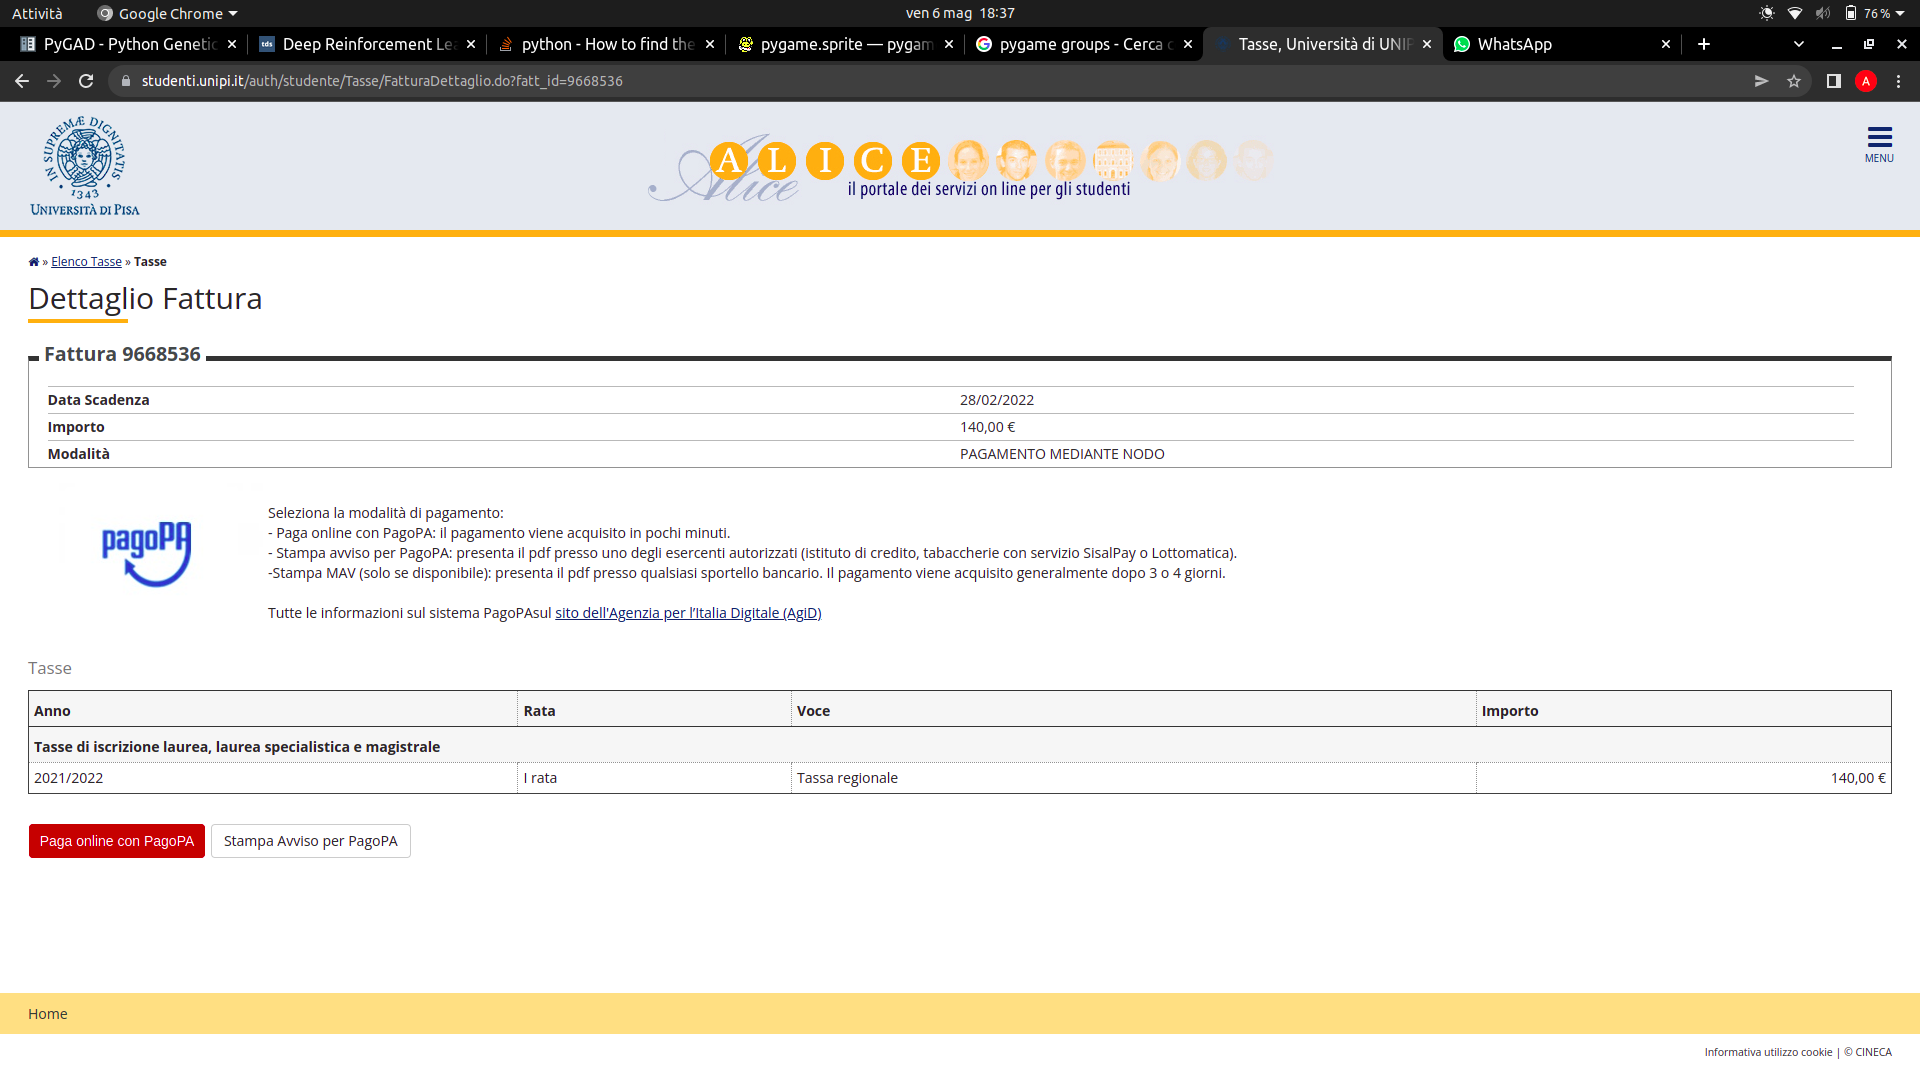 Attività
Google Chrome
ven 6 mag 18:37
76 %
PyGAD - Python Genetic
Deep Reinforcement Le
python - How to find the
pygame.sprite — pygam
pygame groups - Cerca c
Tasse, Università di UNIP
WhatsApp
studenti.unipi.it/auth/studente/Tasse/FatturaDettaglio.do?fatt_id=9668536
A
IN SUPREMÆ DIGNITATIS
1343
UNIVERSITÀ DI PISA
Alice
A L I C E
il portale dei servizi on line per gli studenti
MENU
» Elenco Tasse » Tasse
Dettaglio Fattura
Fattura 9668536
Data Scadenza 28/02/2022
Importo 140,00 €
Modalità PAGAMENTO MEDIANTE NODO
pagoPA
Seleziona la modalità di pagamento:
- Paga online con PagoPA: il pagamento viene acquisito in pochi minuti.
- Stampa avviso per PagoPA: presenta il pdf presso uno degli esercenti autorizzati (istituto di credito, tabaccherie con servizio SisalPay o Lottomatica).
-Stampa MAV (solo se disponibile): presenta il pdf presso qualsiasi sportello bancario. Il pagamento viene acquisito generalmente dopo 3 o 4 giorni.
Tutte le informazioni sul sistema PagoPAsul sito dell'Agenzia per l’Italia Digitale (AgiD)
Tasse
Anno Rata Voce Importo
Tasse di iscrizione laurea, laurea specialistica e magistrale
2021/2022 I rata Tassa regionale 140,00 €
Paga online con PagoPA
Stampa Avviso per PagoPA
Home
Informativa utilizzo cookie | © CINECA